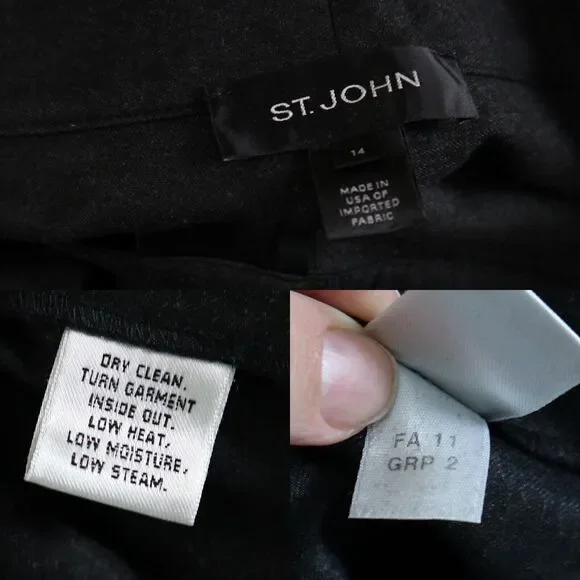 ST. JOHN
14
MADE IN
USA OF
IMPORTED
FABRIC
DRY CLEAN.
TURN GARMENT
INSIDE OUT.
LOW HEAT,
LOW MOISTURE,
LOW STEAM.
FA 11
GRP 2